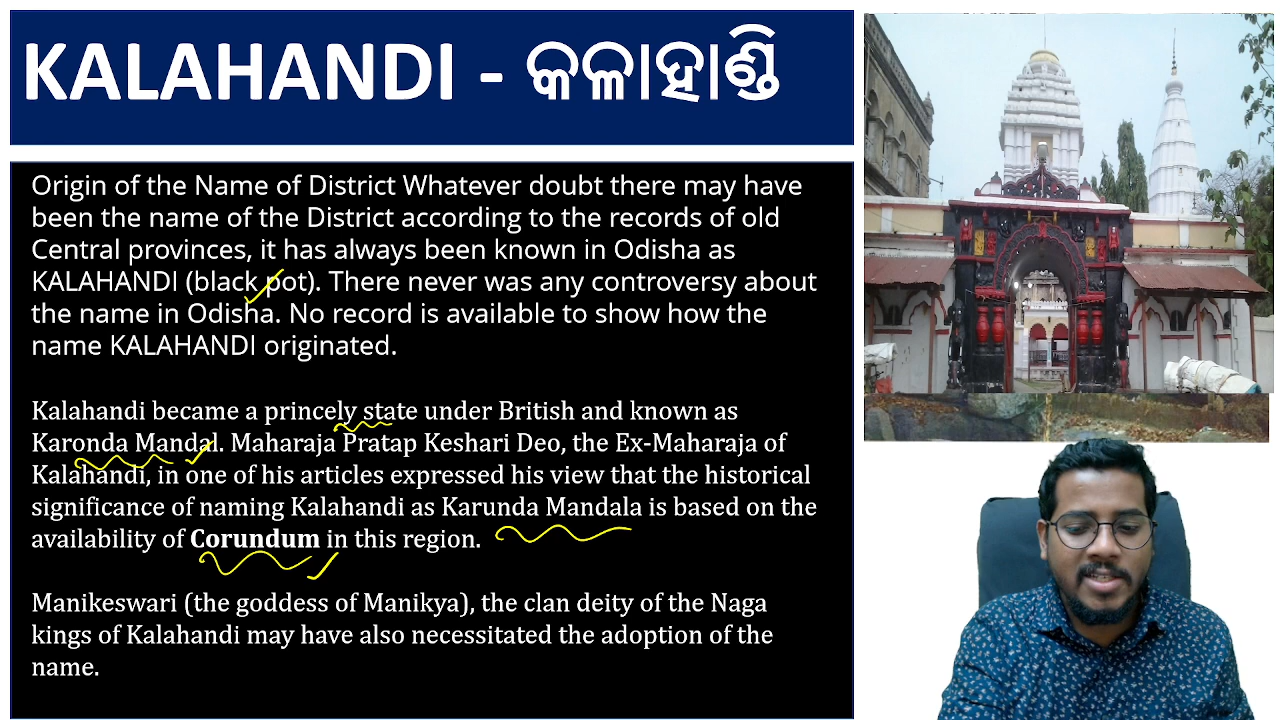 KALAHANDI - କଳାହାଣ୍ଡି
Origin of the Name of District Whatever doubt there may have
been the name of the District according to the records of old
Central provinces, it has always been known in Odisha as
KALAHANDI (black pot). There never was any controversy about
the name in Odisha. No record is available to show how the
name KALAHANDI originated.
Kalahandi became a princely state under British and known as
Karonda Mandal. Maharaja Pratap Keshari Deo, the Ex-Maharaja of
Kalahandi, in one of his articles expressed his view that the historical
significance of naming Kalahandi as Karunda Mandala is based on the
availability of Corundum in this region.
Manikeswari (the goddess of Manikya), the clan deity of the Naga
kings of Kalahandi may have also necessitated the adoption of the
name.